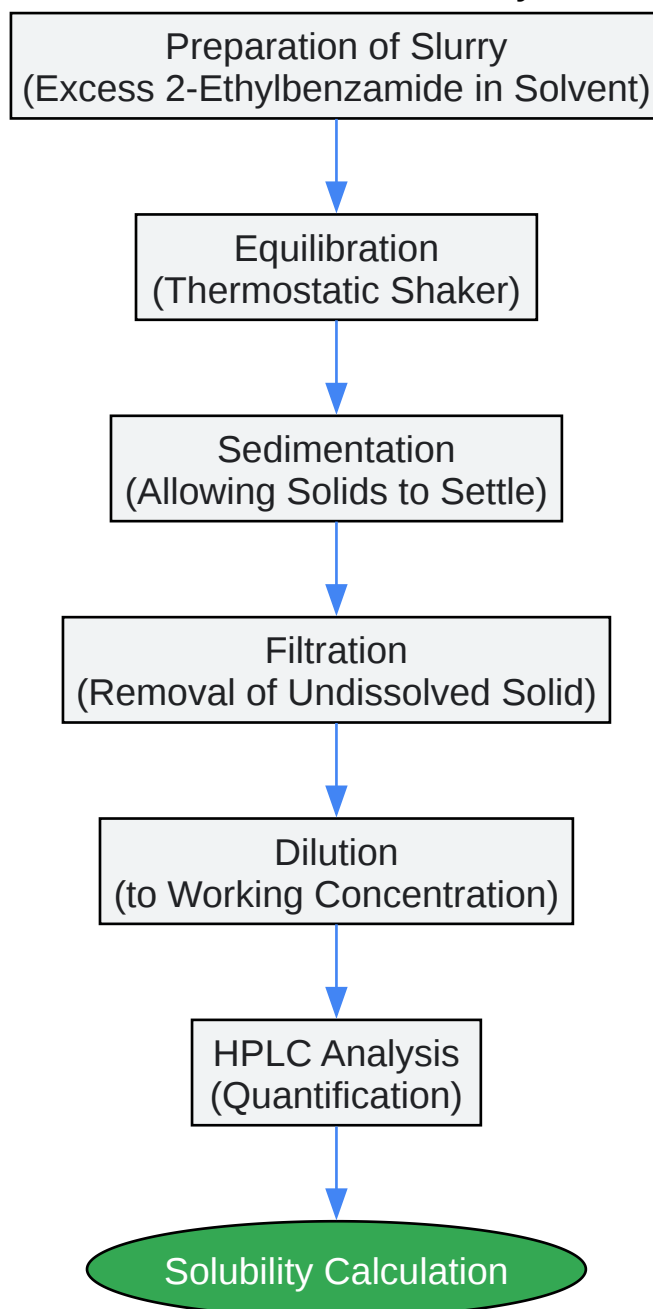 Preparation of Slurry
(Excess 2-Ethylbenzamide in Solvent)
Equilibration
(Thermostatic Shaker)
Sedimentation
(Allowing Solids to Settle)
Filtration
(Removal of Undissolved Solid)
Dilution
(to Working Concentration)
HPLC Analysis
(Quantification)
Solubility Calculation